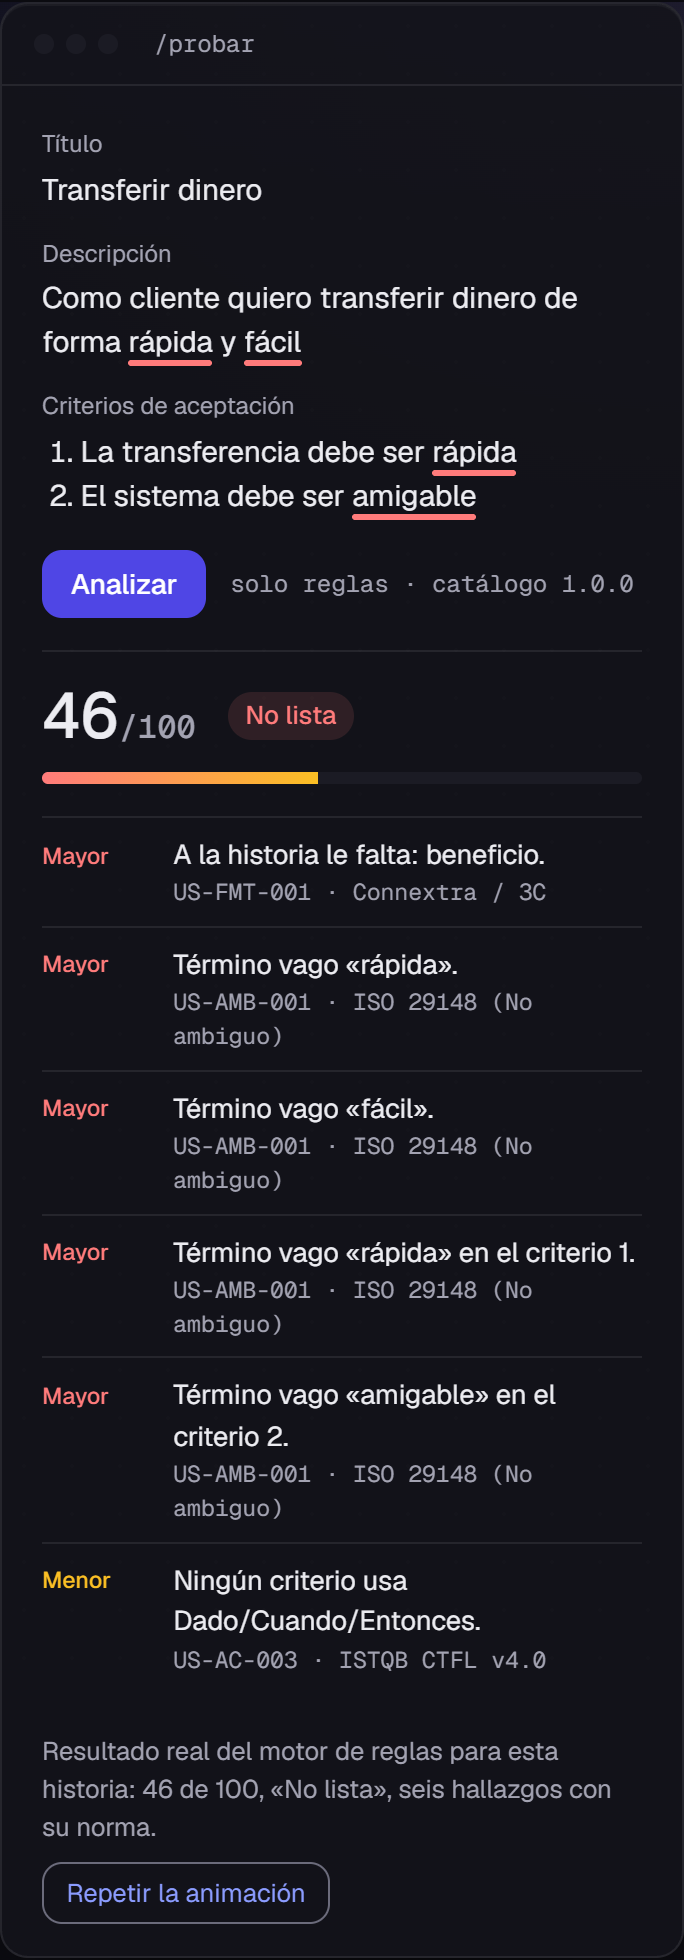 /probar
Título
Transferir dinero
Descripción
Como cliente quiero transferir dinero de
forma rápida y fácil
Criterios de aceptación
1. La transferencia debe ser rápida
2. El sistema debe ser amigable
Analizar solo reglas · catálogo 1.0.0
46/100 No lista
Mayor A la historia le falta: beneficio.
US-FMT-001 · Connextra / 3C
Mayor Término vago «rápida».
US-AMB-001 · ISO 29148 (No
ambiguo)
Mayor Término vago «fácil».
US-AMB-001 · ISO 29148 (No
ambiguo)
Mayor Término vago «rápida» en el criterio 1.
US-AMB-001 · ISO 29148 (No
ambiguo)
Mayor Término vago «amigable» en el
criterio 2.
US-AMB-001 · ISO 29148 (No
ambiguo)
Menor Ningún criterio usa
Dado/Cuando/Entonces.
US-AC-003 · ISTQB CTFL v4.0
Resultado real del motor de reglas para esta
historia: 46 de 100, «No lista», seis hallazgos con
su norma.
Repetir la animación